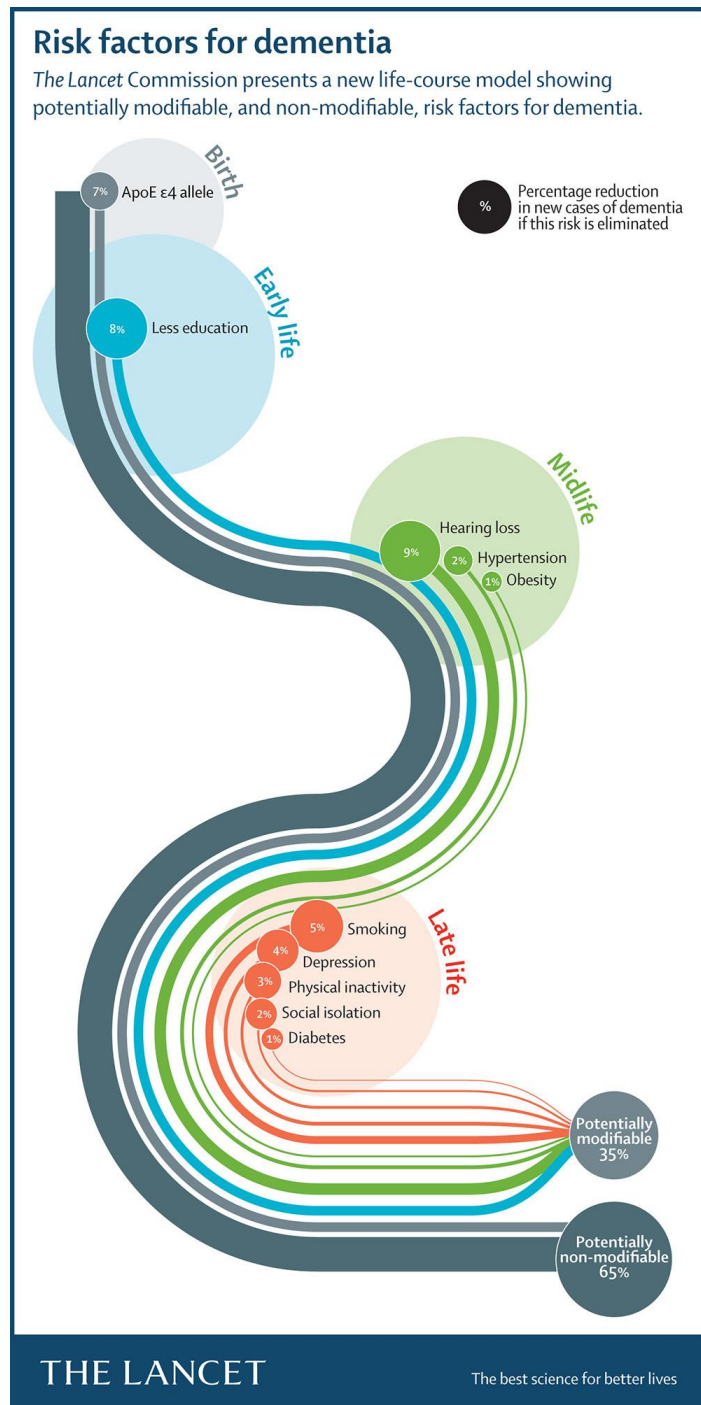 Risk factors for dementia
The Lancet Commission presents a new life-course model showing
potentially modifiable, and non-modifiable, risk factors for dementia.
Birth
7% ApoE ε4 allele
%
Percentage reduction
in new cases of dementia
if this risk is eliminated
Early life
8% Less education
Midlife
9% Hearing loss
2% Hypertension
1% Obesity
Late life
5% Smoking
4% Depression
3% Physical inactivity
2% Social isolation
1% Diabetes
Potentially
modifiable
35%
Potentially
non-modifiable
65%
THE LANCET
The best science for better lives